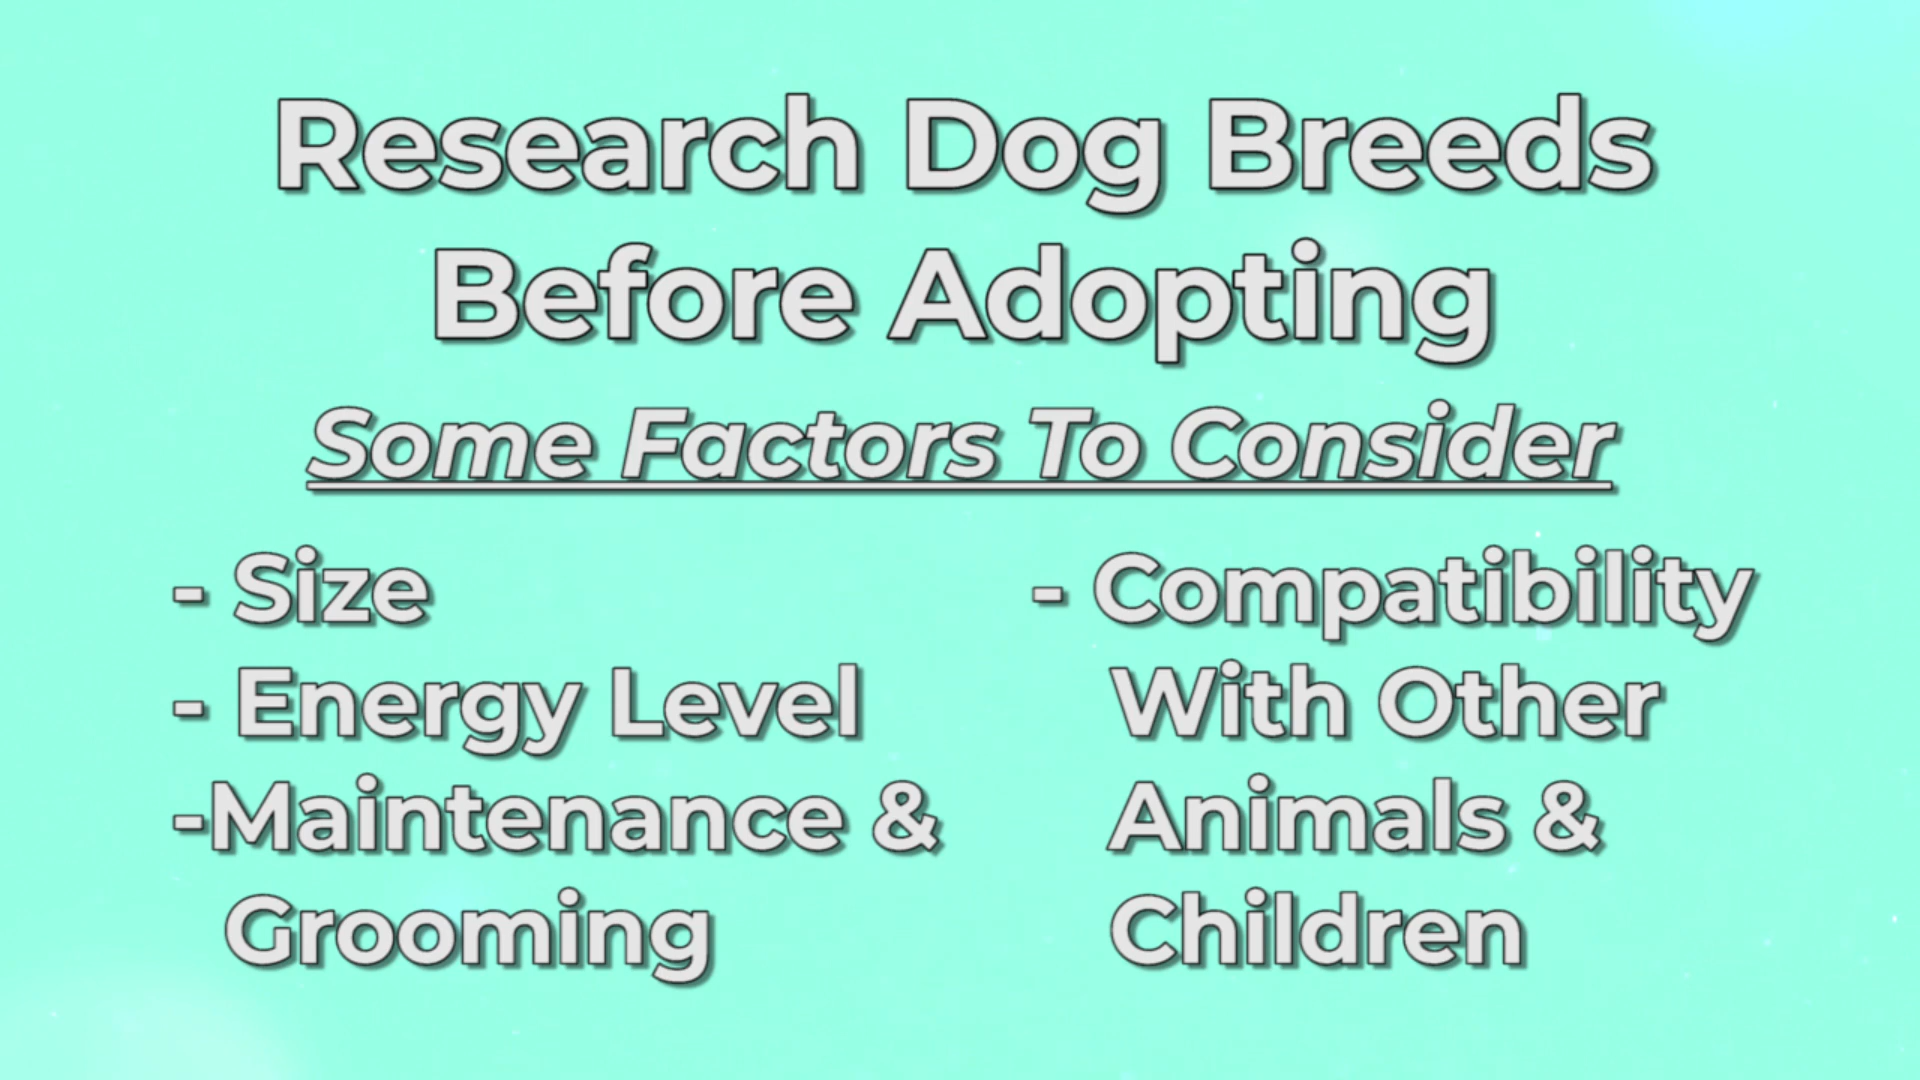 Research Dog Breeds
Before Adopting
Some Factors To Consider
- Size
- Energy Level
-Maintenance &
Grooming
- Compatibility
With Other
Animals &
Children